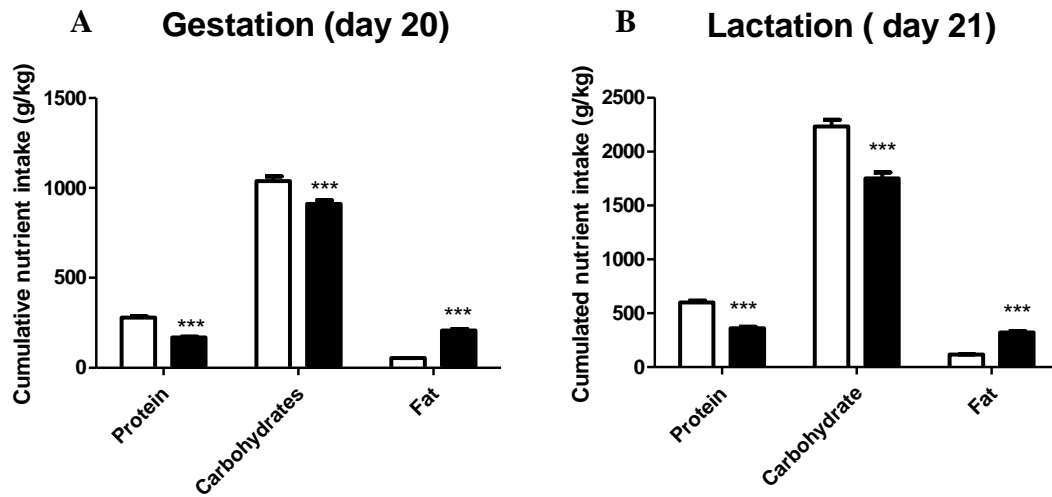 A
Gestation (day 20)
Cumulative nutrient intake (g/kg)
1500
1000
500
0
***
***
***
Protein
Carbohydrates
Fat
B
Lactation ( day 21)
Cumulated nutrient intake (g/kg)
2500
2000
1500
1000
500
0
***
***
***
Protein
Carbohydrate
Fat